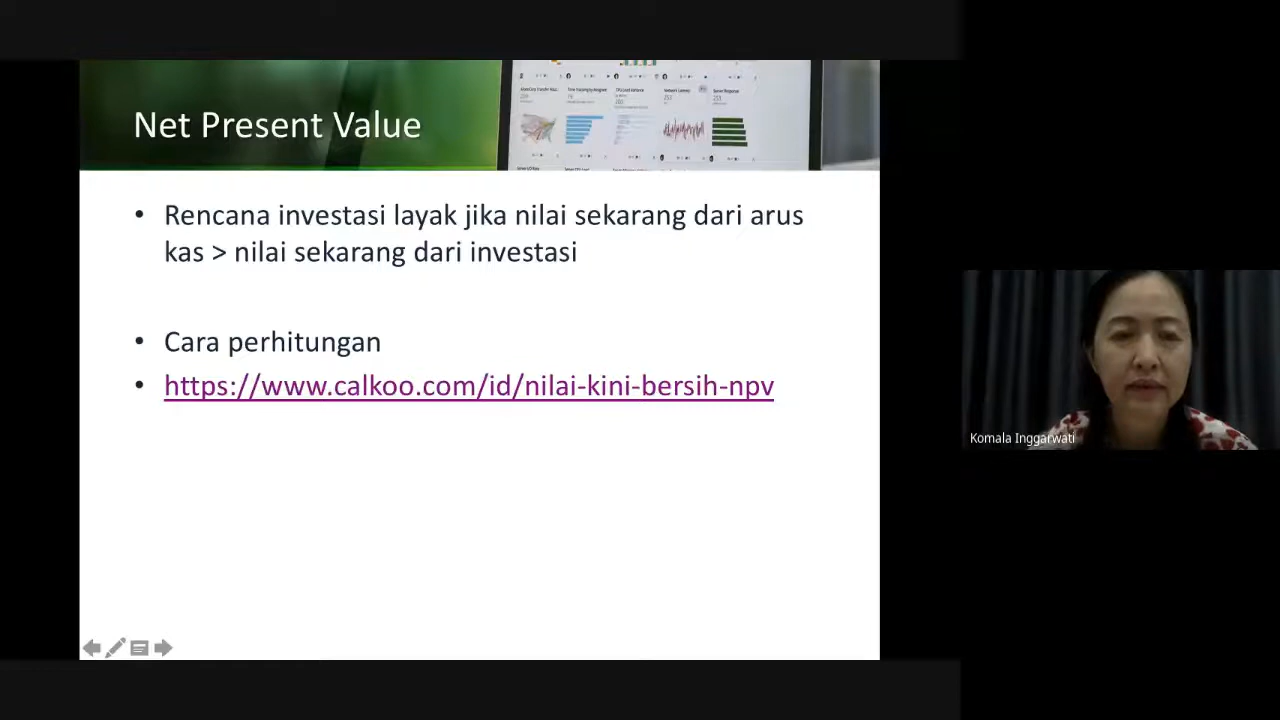 Net Present Value
• Rencana investasi layak jika nilai sekarang dari arus
kas > nilai sekarang dari investasi
• Cara perhitungan
• https://www.calkoo.com/id/nilai-kini-bersih-npv
Komala Inggarwati